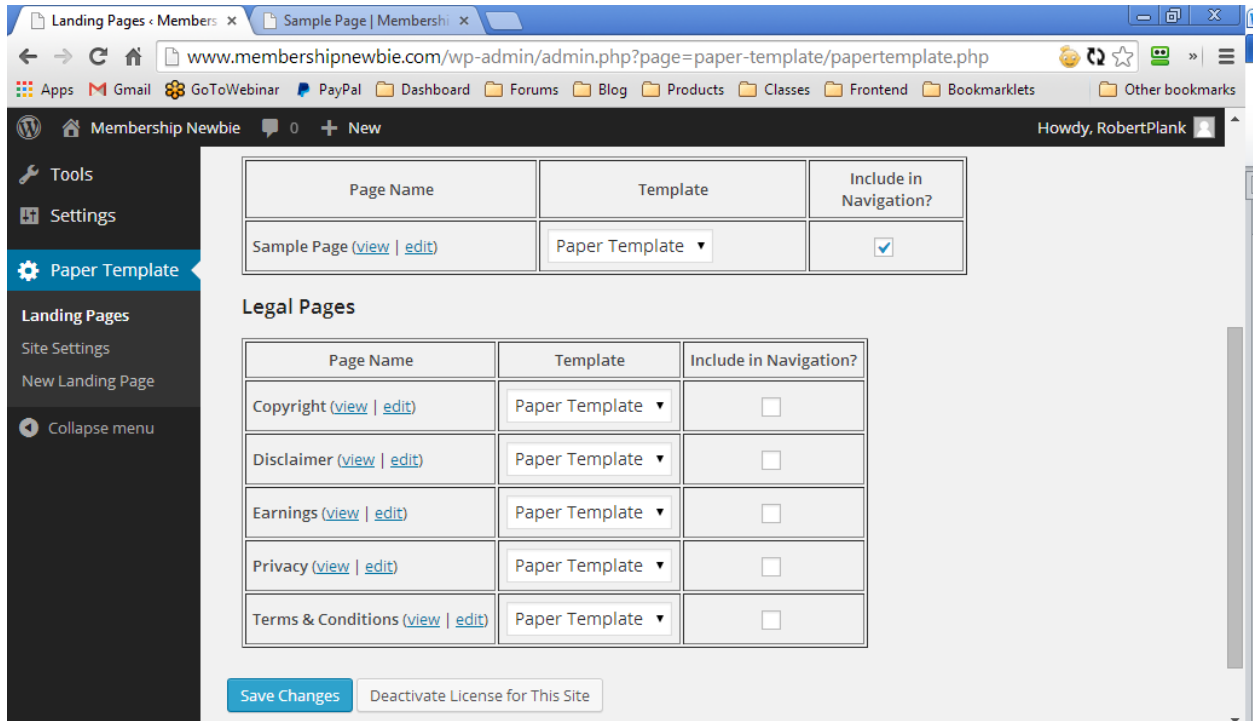 Landing Pages ‹ Members
Sample Page | Membershi
www.membershipnewbie.com/wp-admin/admin.php?page=paper-template/papertemplate.php
Apps Gmail GoToWebinar PayPal Dashboard Forums Blog Products Classes Frontend Bookmarklets Other bookmarks
Membership Newbie 0 + New Howdy, RobertPlank
Tools
Settings
Paper Template
Landing Pages
Site Settings
New Landing Page
Collapse menu
Page Name Template Include in
Navigation?
Sample Page (view | edit) Paper Template
Legal Pages
Page Name Template Include in Navigation?
Copyright (view | edit) Paper Template
Disclaimer (view | edit) Paper Template
Earnings (view | edit) Paper Template
Privacy (view | edit) Paper Template
Terms & Conditions (view | edit) Paper Template
Save Changes Deactivate License for This Site